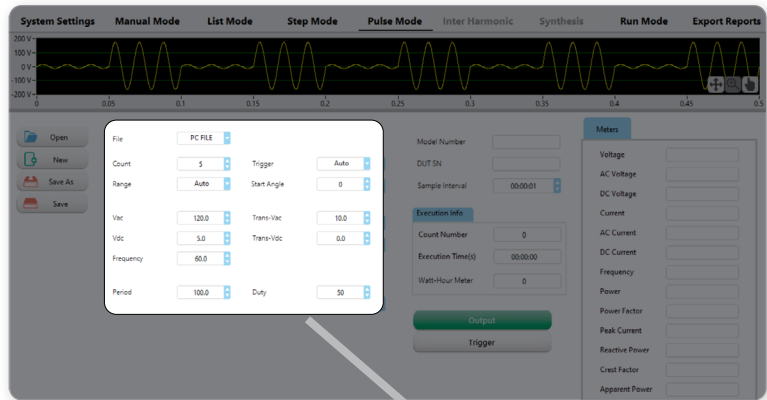 System Settings Manual Mode List Mode Step Mode Pulse Mode Inter Harmonic Synthesis Run Mode Export Reports
200 V
100 V
0 V
-100 V
-200 V
0 0.05 0.1 0.15 0.2 0.25 0.3 0.35 0.4 0.45 0.5
Open
New
Save As
Save
File PC FILE
Count 5 Trigger Auto
Range Auto Start Angle 0
Vac 120.0 Trans-Vac 10.0
Vdc 5.0 Trans-Vdc 0.0
Frequency 60.0
Period 100.0 Duty 50
Model Number
DUT SN
Sample Interval 00:00:01
Execution Info
Count Number 0
Execution Time(s) 00:00:00
Watt-Hour Meter 0
Output
Trigger
Meters
Voltage
AC Voltage
DC Voltage
Current
AC Current
DC Current
Frequency
Power
Power Factor
Peak Current
Reactive Power
Crest Factor
Apparent Power